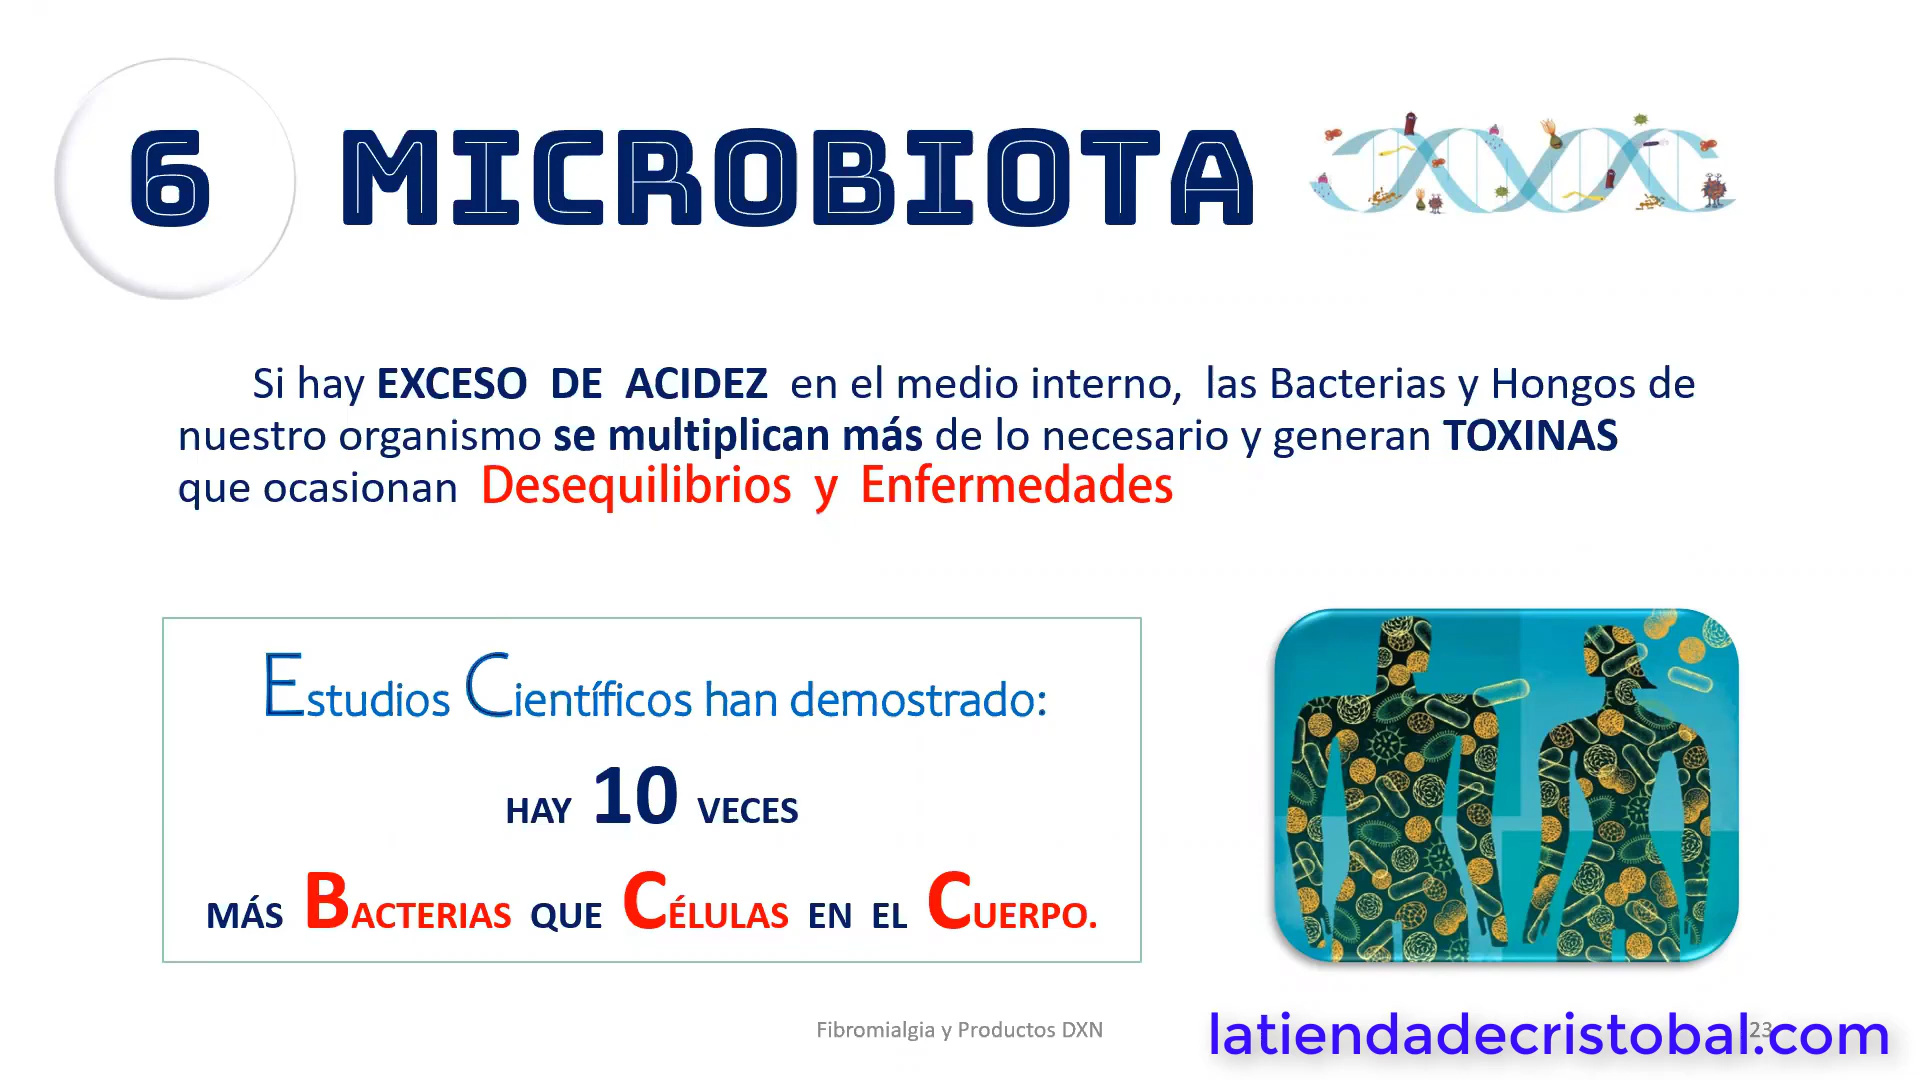 6 MICROBIOTA
Si hay EXCESO DE ACIDEZ en el medio interno, las Bacterias y Hongos de
nuestro organismo se multiplican más de lo necesario y generan TOXINAS
que ocasionan Desequilibrios y Enfermedades
Estudios Científicos han demostrado:
HAY 10 VECES
MÁS BACTERIAS QUE CÉLULAS EN EL CUERPO.
Fibromialgia y Productos DXN
23
latiendadecristobal.com